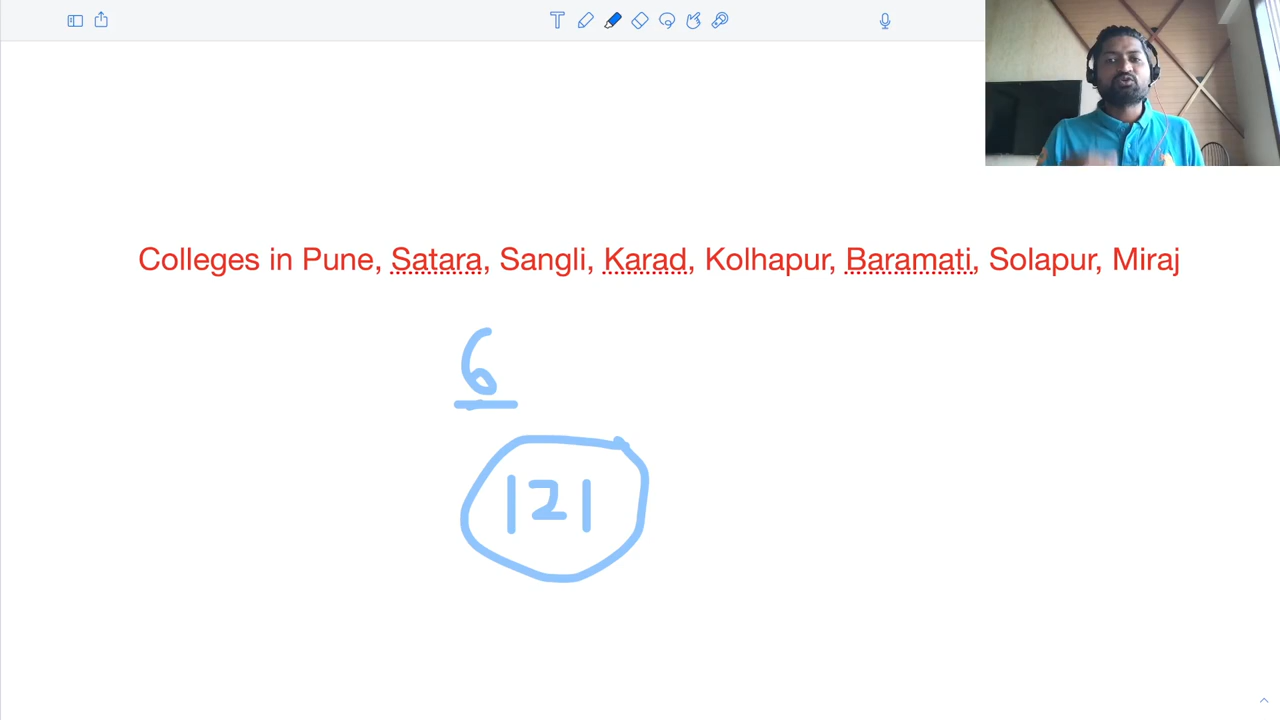 Colleges in Pune, Satara, Sangli, Karad, Kolhapur, Baramati, Solapur, Miraj
6
121